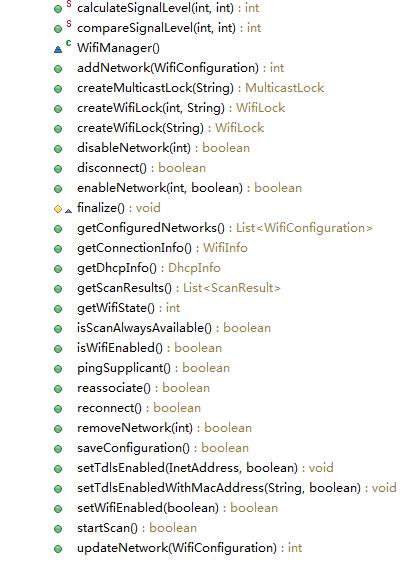 S calculateSignalLevel(int, int) : int
S compareSignalLevel(int, int) : int
C WifiManager()
addNetwork(WifiConfiguration) : int
createMulticastLock(String) : MulticastLock
createWifiLock(int, String) : WifiLock
createWifiLock(String) : WifiLock
disableNetwork(int) : boolean
disconnect() : boolean
enableNetwork(int, boolean) : boolean
finalize() : void
getConfiguredNetworks() : List<WifiConfiguration>
getConnectionInfo() : WifiInfo
getDhcpInfo() : DhcpInfo
getScanResults() : List<ScanResult>
getWifiState() : int
isScanAlwaysAvailable() : boolean
isWifiEnabled() : boolean
pingSupplicant() : boolean
reassociate() : boolean
reconnect() : boolean
removeNetwork(int) : boolean
saveConfiguration() : boolean
setTdlsEnabled(InetAddress, boolean) : void
setTdlsEnabledWithMacAddress(String, boolean) : void
setWifiEnabled(boolean) : boolean
startScan() : boolean
updateNetwork(WifiConfiguration) : int